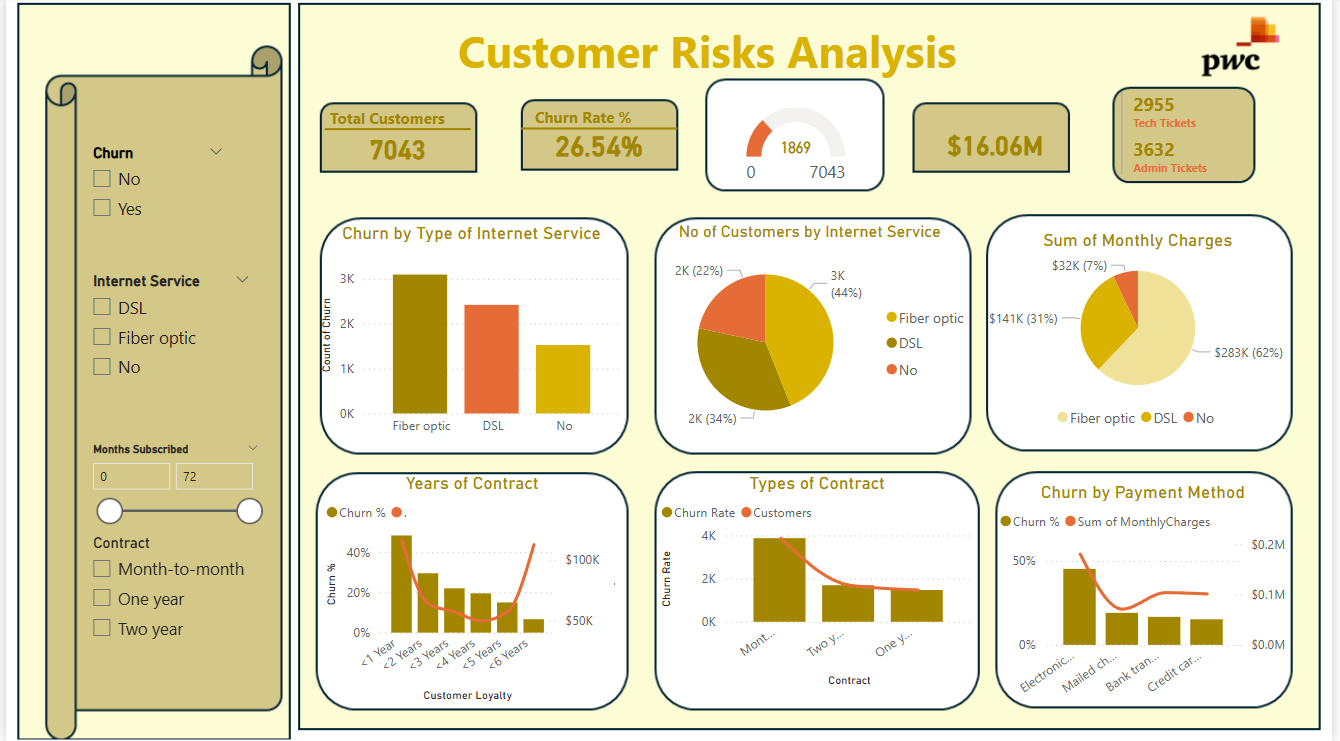 Customer Risks Analysis
pwc
Churn
No
Yes
Internet Service
DSL
Fiber optic
No
Months Subscribed
0
72
Contract
Month-to-month
One year
Two year
Total Customers
7043
Churn Rate %
26.54%
1869
0
7043
$16.06M
2955
Tech Tickets
3632
Admin Tickets
Churn by Type of Internet Service
Count of Churn
3K
2K
1K
0K
Fiber optic
DSL
No
No of Customers by Internet Service
2K (22%)
3K
(44%)
2K (34%)
Fiber optic
DSL
No
Sum of Monthly Charges
$32K (7%)
$141K (31%)
$283K (62%)
Fiber optic
DSL
No
Years of Contract
Churn %
.
Churn %
40%
20%
0%
$100K
$50K
<1 Year
<2 Years
<3 Years
<4 Years
<5 Years
<6 Years
Customer Loyalty
Types of Contract
Churn Rate
Customers
Churn Rate
4K
2K
0K
Mont...
Two y...
One y...
Contract
Churn by Payment Method
Churn %
Sum of MonthlyCharges
50%
0%
$0.2M
$0.1M
$0.0M
Electronic...
Mailed ch...
Bank tran...
Credit car...